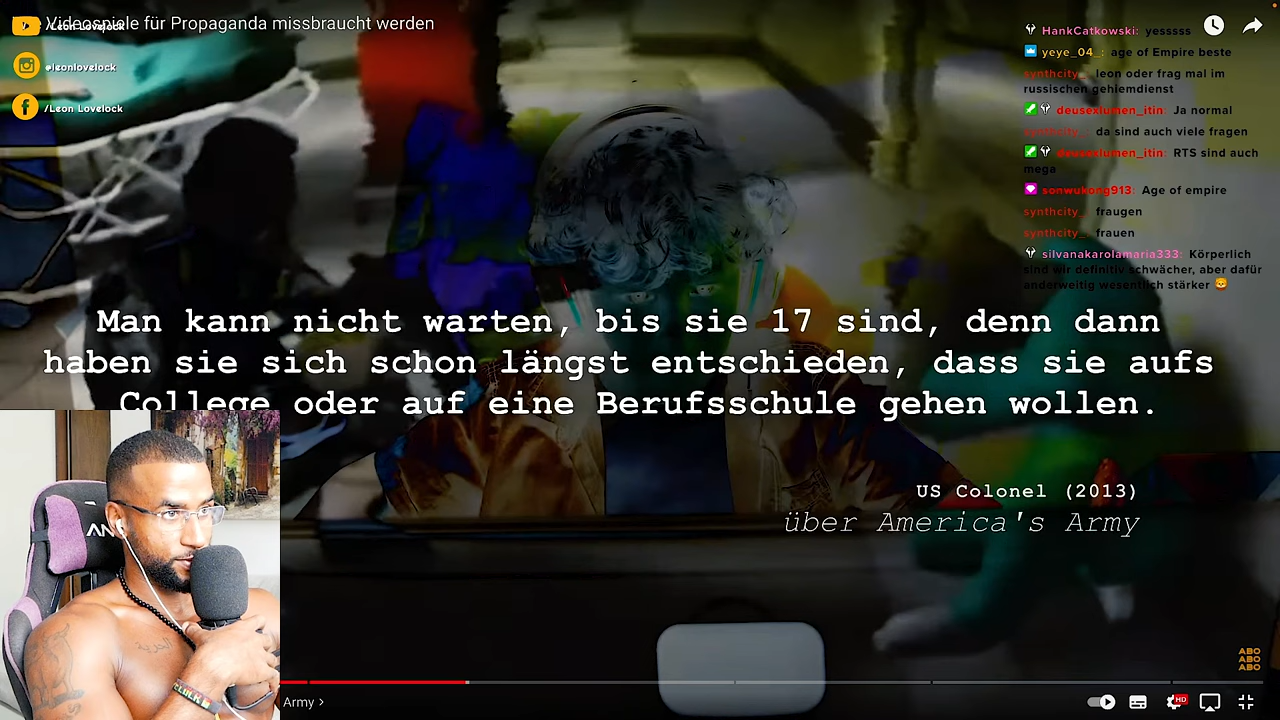 Videospiele für Propaganda missbraucht werden
/Leon Lovelock
@leonlovelock
/Leon Lovelock
HankCatkowski: yesssss
yeye_04_: age of Empire beste
synthcity_: leon oder frag mal im
russischen gehiemdienst
deusexlumen_itin: Ja normal
synthcity_: da sind auch viele fragen
deusexlumen_itin: RTS sind auch
mega
sonwukong913: Age of empire
synthcity_: fraugen
synthcity_: frauen
silvanakarolamaria333: Körperlich
sind wir definitiv schwächer, aber dafür
anderweitig wesentlich stärker
Man kann nicht warten, bis sie 17 sind, denn dann
haben sie sich schon längst entschieden, dass sie aufs
College oder auf eine Berufsschule gehen wollen.
US Colonel (2013)
über America's Army
AN
ABO
ABO
ABO
Army >
HD